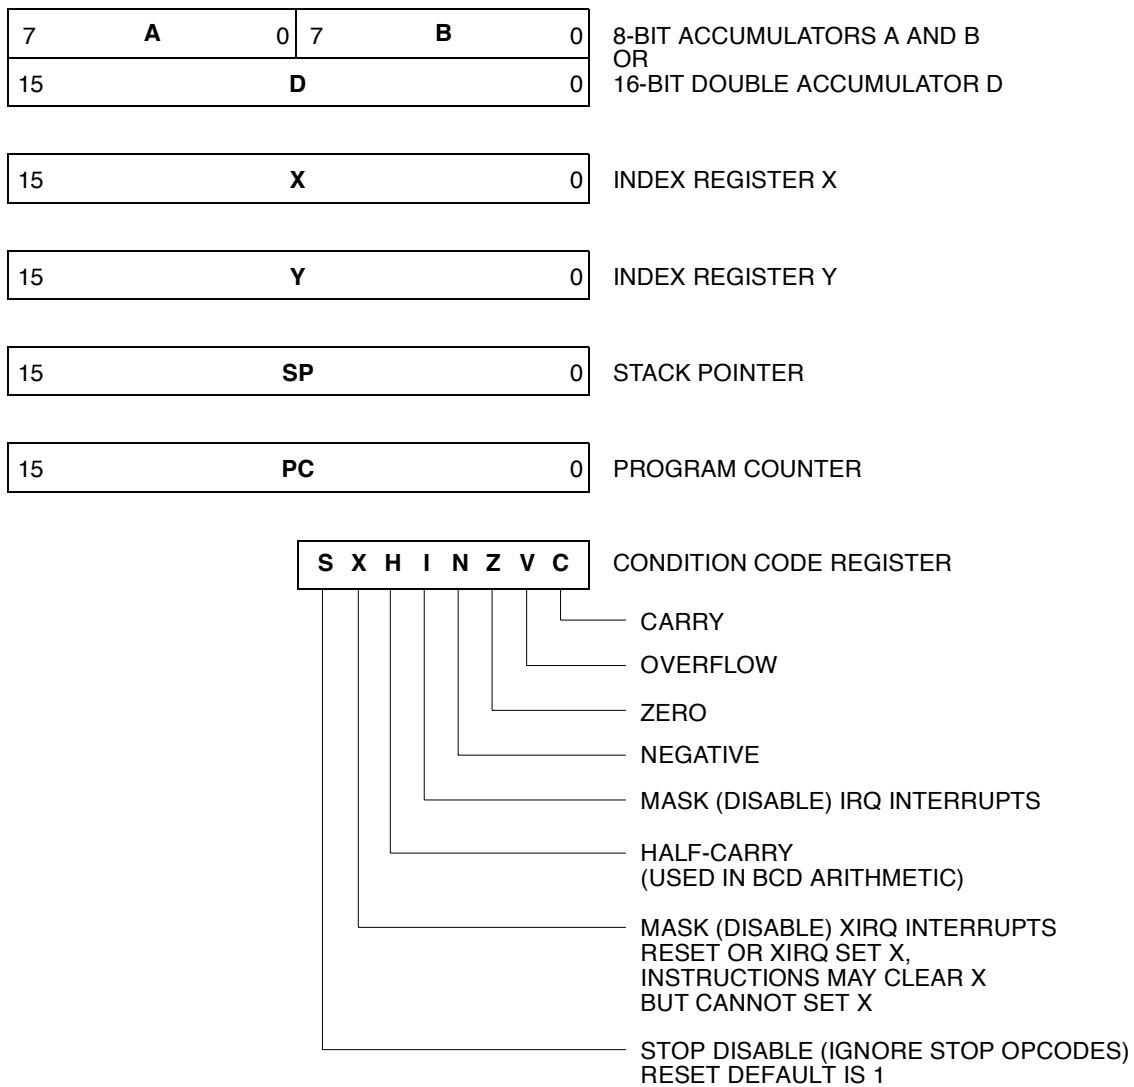 7 A 0 7 B 0 8-BIT ACCUMULATORS A AND B
OR
15 D 0 16-BIT DOUBLE ACCUMULATOR D
15 X 0 INDEX REGISTER X
15 Y 0 INDEX REGISTER Y
15 SP 0 STACK POINTER
15 PC 0 PROGRAM COUNTER
S X H I N Z V C CONDITION CODE REGISTER
CARRY
OVERFLOW
ZERO
NEGATIVE
MASK (DISABLE) IRQ INTERRUPTS
HALF-CARRY
(USED IN BCD ARITHMETIC)
MASK (DISABLE) XIRQ INTERRUPTS
RESET OR XIRQ SET X,
INSTRUCTIONS MAY CLEAR X
BUT CANNOT SET X
STOP DISABLE (IGNORE STOP OPCODES)
RESET DEFAULT IS 1